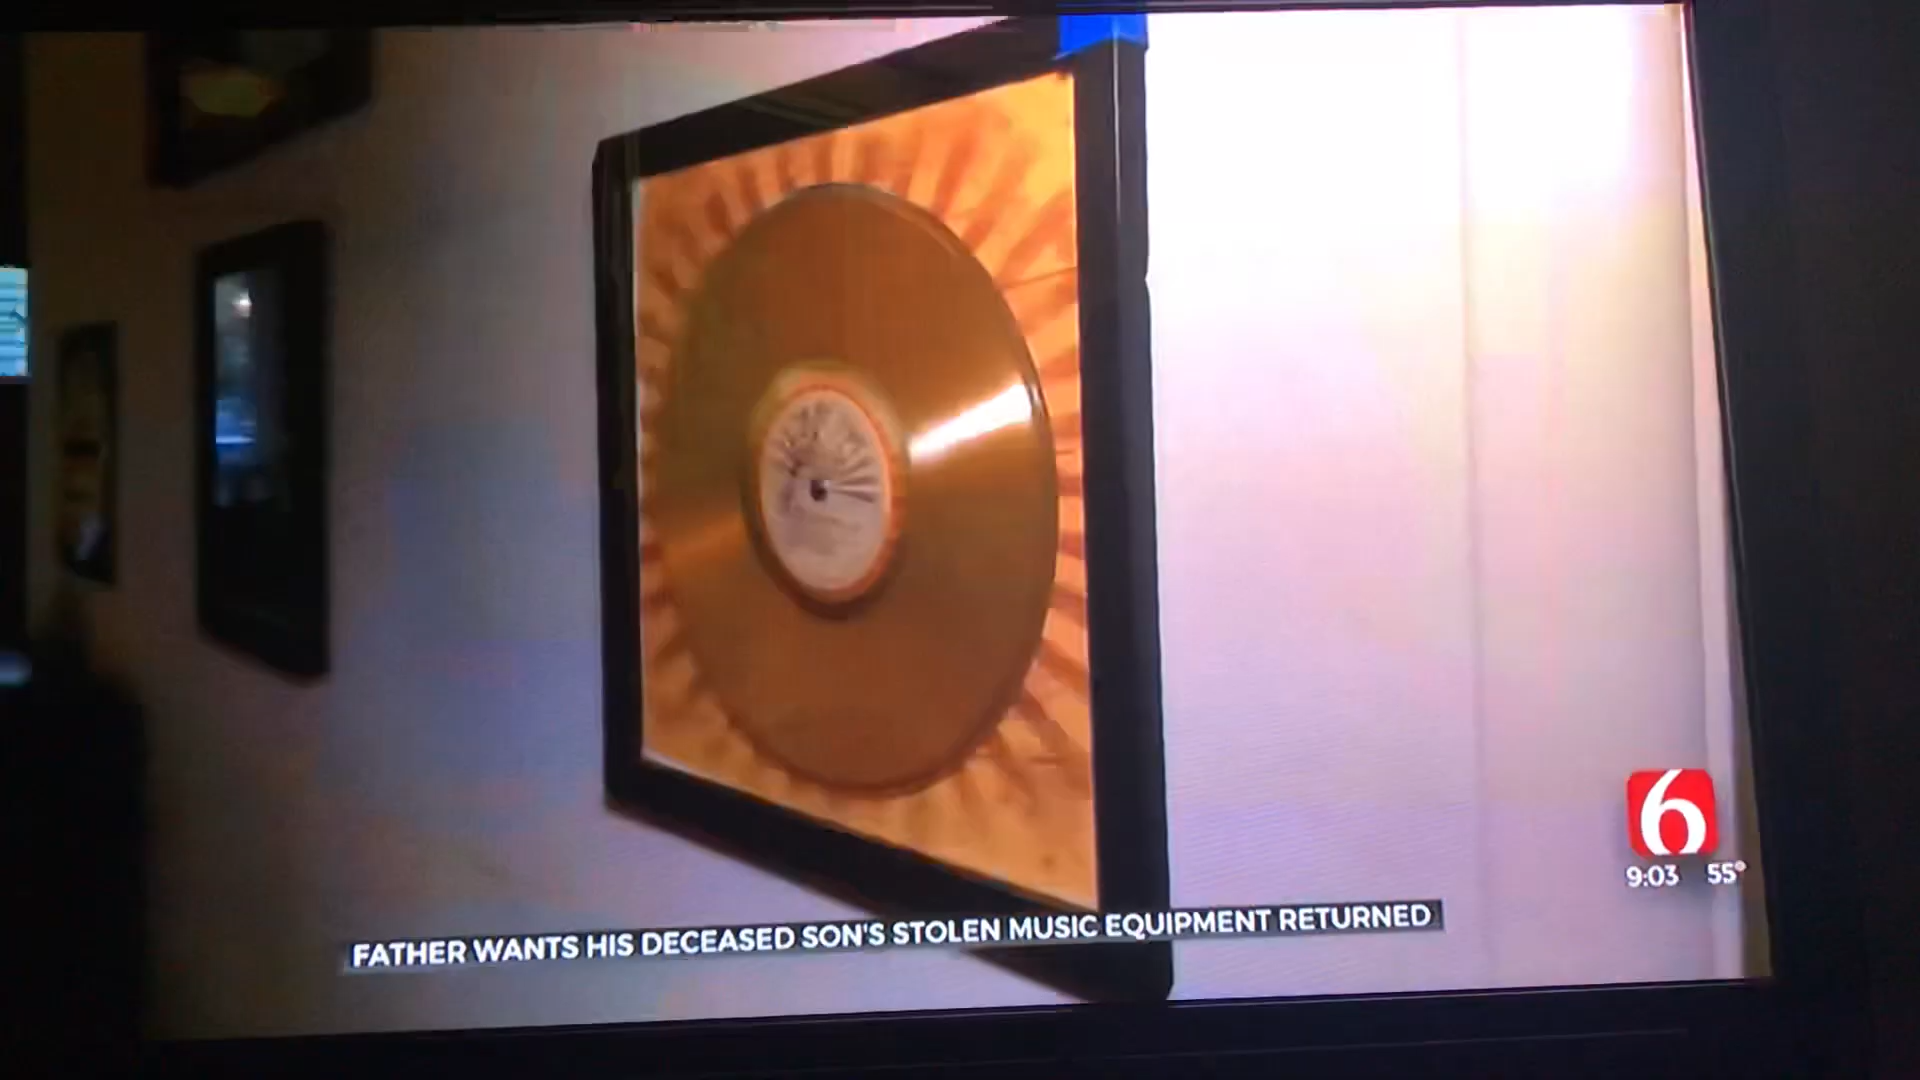 6
9:03 55°
FATHER WANTS HIS DECEASED SON'S STOLEN MUSIC EQUIPMENT RETURNED